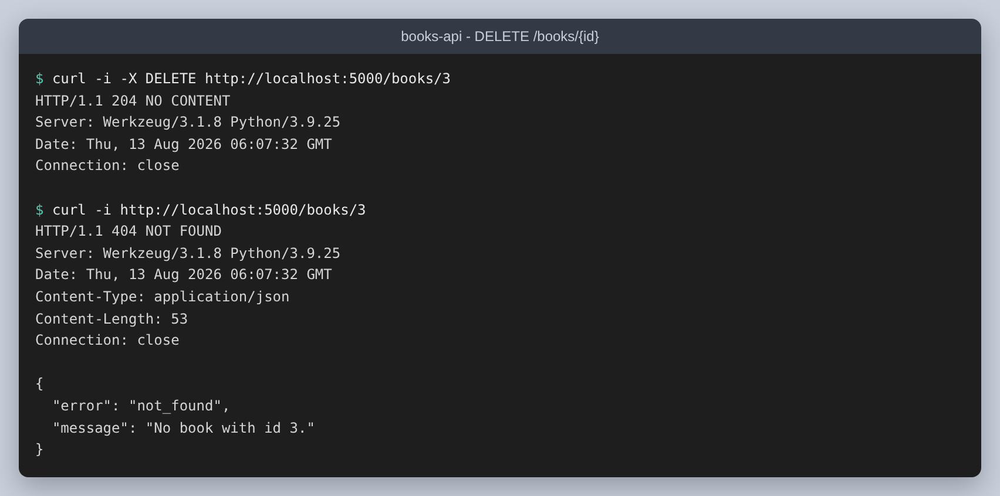 books-api - DELETE /books/{id}
$ curl -i -X DELETE http://localhost:5000/books/3
HTTP/1.1 204 NO CONTENT
Server: Werkzeug/3.1.8 Python/3.9.25
Date: Thu, 13 Aug 2026 06:07:32 GMT
Connection: close

$ curl -i http://localhost:5000/books/3
HTTP/1.1 404 NOT FOUND
Server: Werkzeug/3.1.8 Python/3.9.25
Date: Thu, 13 Aug 2026 06:07:32 GMT
Content-Type: application/json
Content-Length: 53
Connection: close

{
  "error": "not_found",
  "message": "No book with id 3."
}